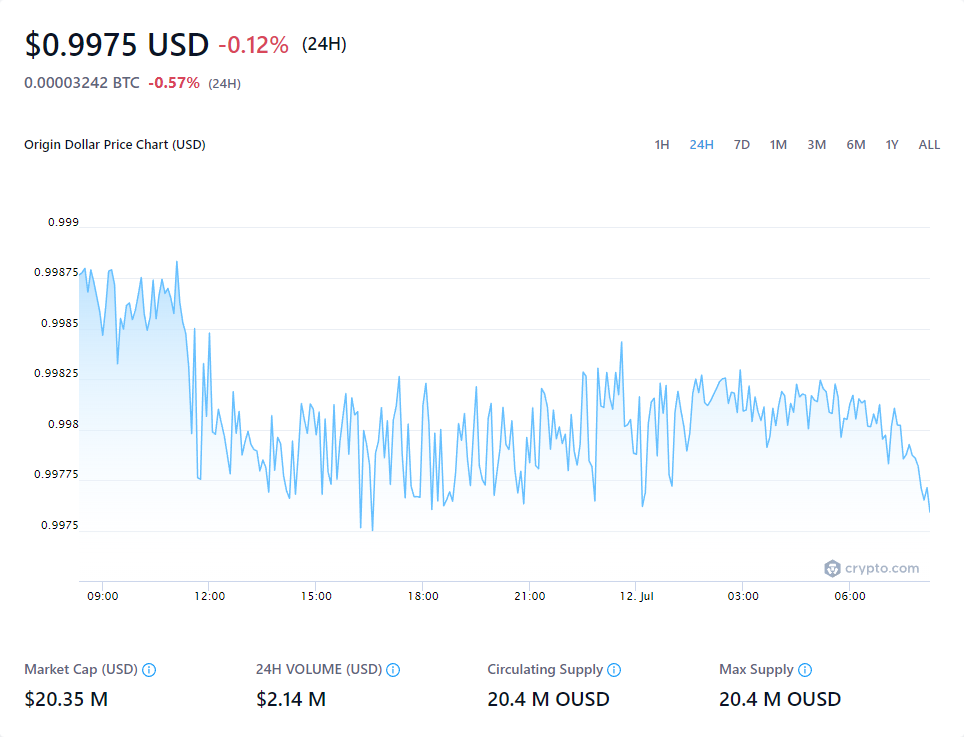 $0.9975 USD -0.12% (24H)
0.00003242 BTC -0.57% (24H)
Origin Dollar Price Chart (USD)
1H 24H 7D 1M 3M 6M 1Y ALL
0.999
0.99875
0.9985
0.99825
0.998
0.99775
0.9975
crypto.com
09:00 12:00 15:00 18:00 21:00 12. Jul 03:00 06:00
Market Cap (USD) 24H VOLUME (USD) Circulating Supply Max Supply
$20.35 M $2.14 M 20.4 M OUSD 20.4 M OUSD